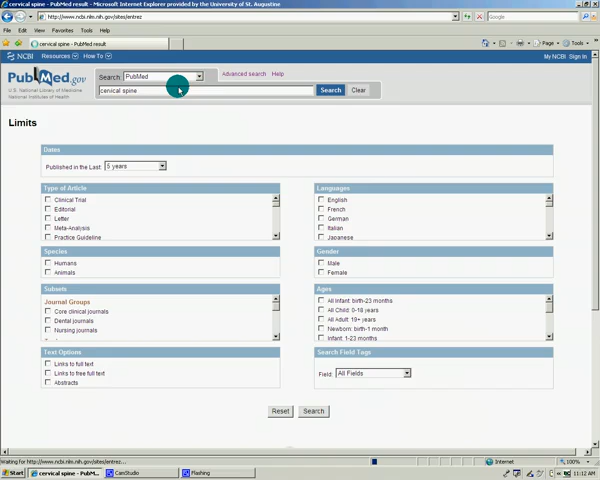 cervical spine - PubMed result - Microsoft Internet Explorer provided by the University of St. Augustine
http://www.ncbi.nlm.nih.gov/sites/entrez
Google
File Edit View Favorites Tools Help
cervical spine - PubMed result
Page Tools
NCBI Resources How To My NCBI Sign In
PubMed.gov
U.S. National Library of Medicine
National Institutes of Health
Search: PubMed
Advanced search Help
cervical spine
Search Clear
Limits
Dates
Published in the Last: 5 years
Type of Article
Clinical Trial
Editorial
Letter
Meta-Analysis
Practice Guideline
Languages
English
French
German
Italian
Japanese
Species
Humans
Animals
Gender
Male
Female
Subsets
Journal Groups
Core clinical journals
Dental journals
Nursing journals
Ages
All Infant: birth-23 months
All Child: 0-18 years
All Adult: 19+ years
Newborn: birth-1 month
Infant: 1-23 months
Text Options
Links to full text
Links to free full text
Abstracts
Search Field Tags
Field: All Fields
Reset Search
Waiting for http://www.ncbi.nlm.nih.gov/sites/entrez...
Internet
100%
Start
cervical spine - PubM...
CamStudio
Flashing
11:12 AM